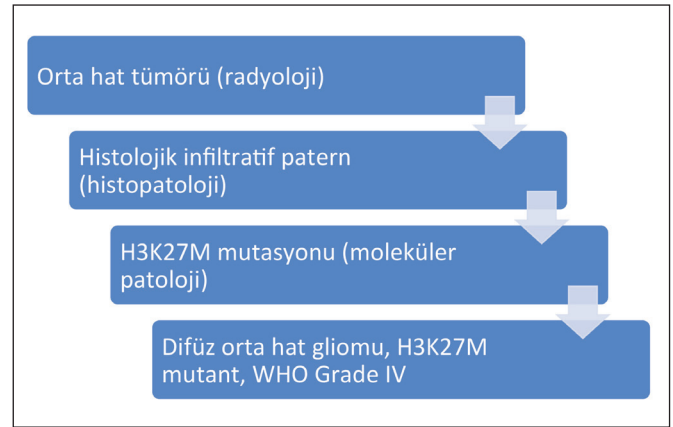 Orta hat tümörü (radyoloji)
Histolojik infiltratif patern
(histopatoloji)
H3K27M mutasyonu (moleküler
patoloji)
Difüz orta hat gliomu, H3K27M
mutant, WHO Grade IV